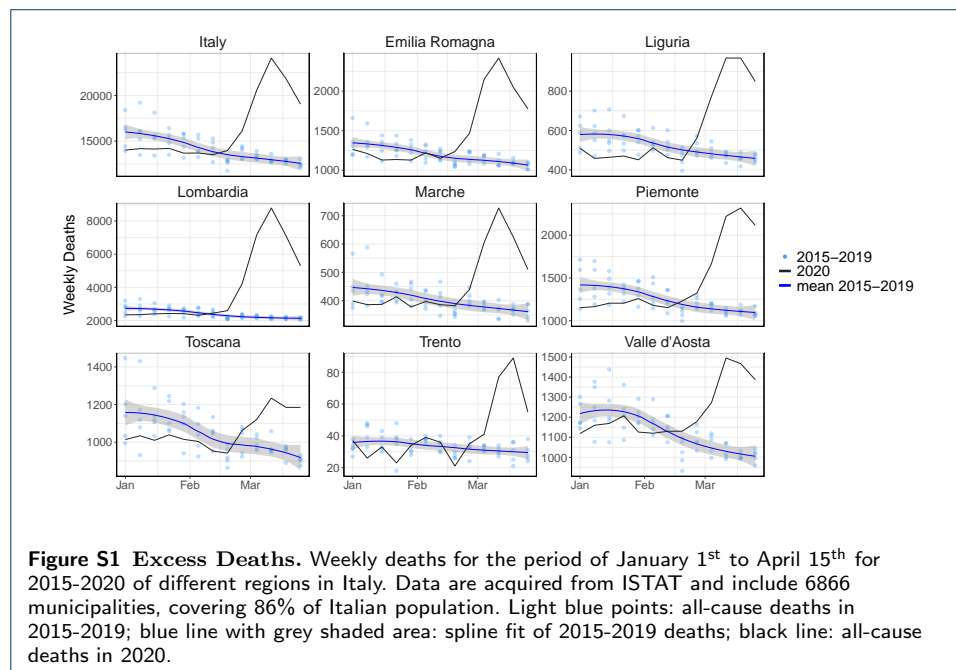 Italy
Emilia Romagna
Liguria
20000
15000
2000
1500
1000
800
600
400
Lombardia
Marche
Piemonte
8000
6000
4000
2000
700
600
500
400
2000
1500
1000
Toscana
Trento
Valle d'Aosta
1400
1200
1000
80
60
40
20
1500
1400
1300
1200
1100
1000
Jan Feb Mar
Jan Feb Mar
Jan Feb Mar
Weekly Deaths
2015−2019
2020
mean 2015−2019
Figure S1 Excess Deaths. Weekly deaths for the period of January 1st to April 15th for
2015-2020 of different regions in Italy. Data are acquired from ISTAT and include 6866
municipalities, covering 86% of Italian population. Light blue points: all-cause deaths in
2015-2019; blue line with grey shaded area: spline fit of 2015-2019 deaths; black line: all-cause
deaths in 2020.